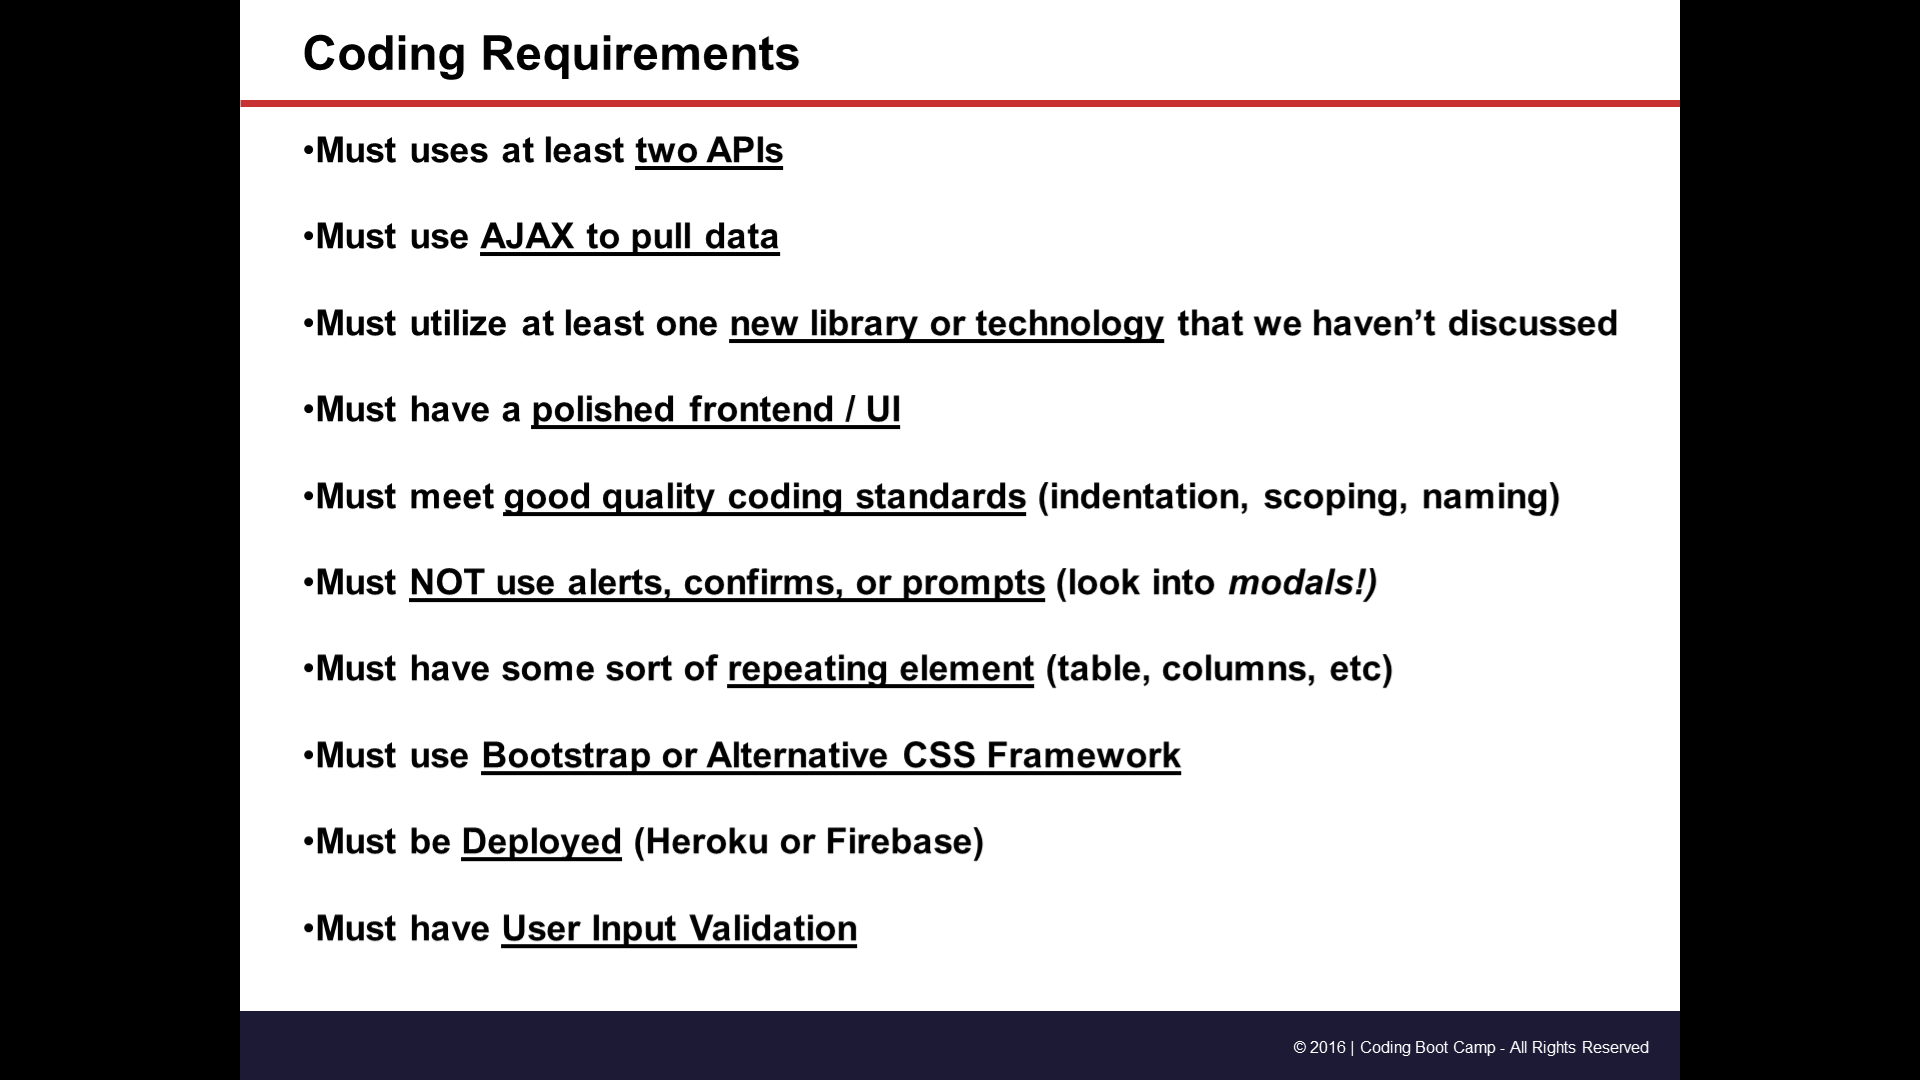 Coding Requirements
•Must uses at least two APIs
•Must use AJAX to pull data
•Must utilize at least one new library or technology that we haven’t discussed
•Must have a polished frontend / UI
•Must meet good quality coding standards (indentation, scoping, naming)
•Must NOT use alerts, confirms, or prompts (look into modals!)
•Must have some sort of repeating element (table, columns, etc)
•Must use Bootstrap or Alternative CSS Framework
•Must be Deployed (Heroku or Firebase)
•Must have User Input Validation
© 2016 | Coding Boot Camp - All Rights Reserved